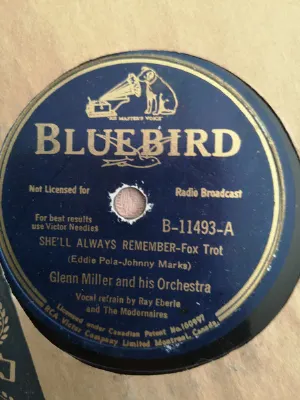 "HIS MASTER'S VOICE"
BLUEBIRD
Not Licensed for Radio Broadcast
For best results
use Victor Needles
B-11493-A
SHE'LL ALWAYS REMEMBER-Fox Trot
(Eddie Pola-Johnny Marks)
Glenn Miller and his Orchestra
Vocal refrain by Ray Eberle
and The Modernaires
Licensed under Canadian Patent No.100997
RCA Victor Company Limited Montreal, Canada.